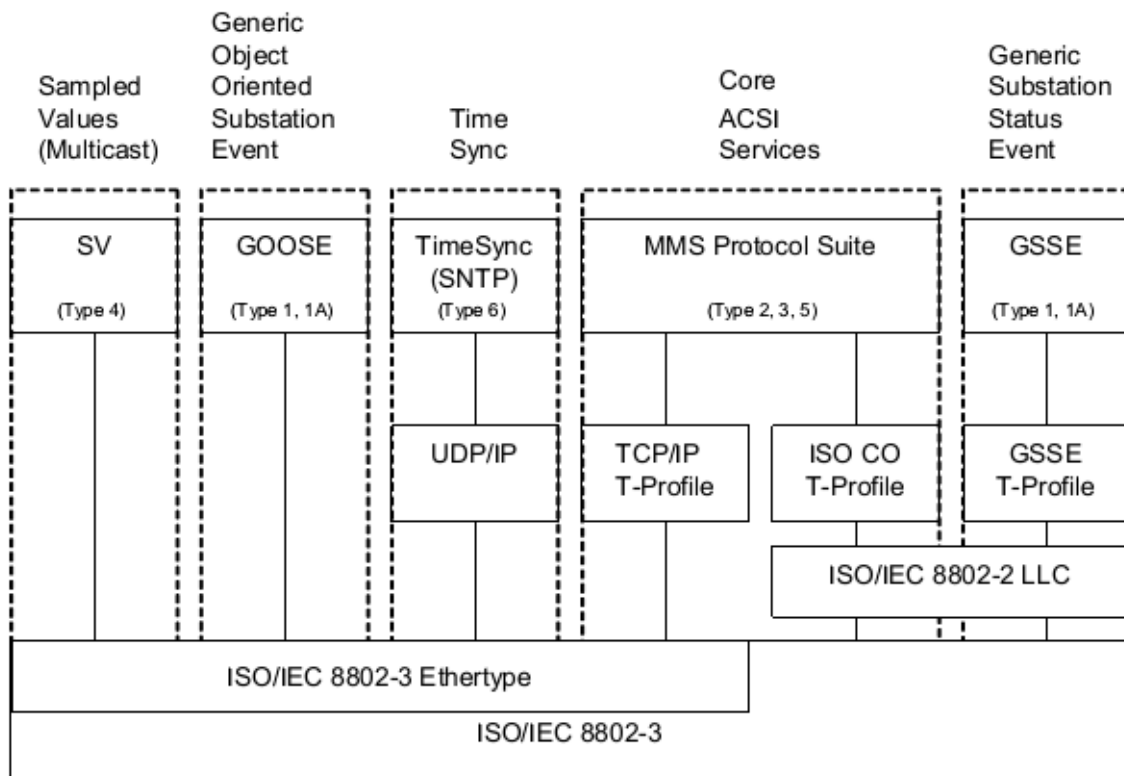 Sampled
Values
(Multicast)
Generic
Object
Oriented
Substation
Event
Time
Sync
Core
ACSI
Services
Generic
Substation
Status
Event
SV
(Type 4)
GOOSE
(Type 1, 1A)
TimeSync
(SNTP)
(Type 6)
MMS Protocol Suite
(Type 2, 3, 5)
GSSE
(Type 1, 1A)
UDP/IP
TCP/IP
T-Profile
ISO CO
T-Profile
GSSE
T-Profile
ISO/IEC 8802-2 LLC
ISO/IEC 8802-3 Ethertype
ISO/IEC 8802-3